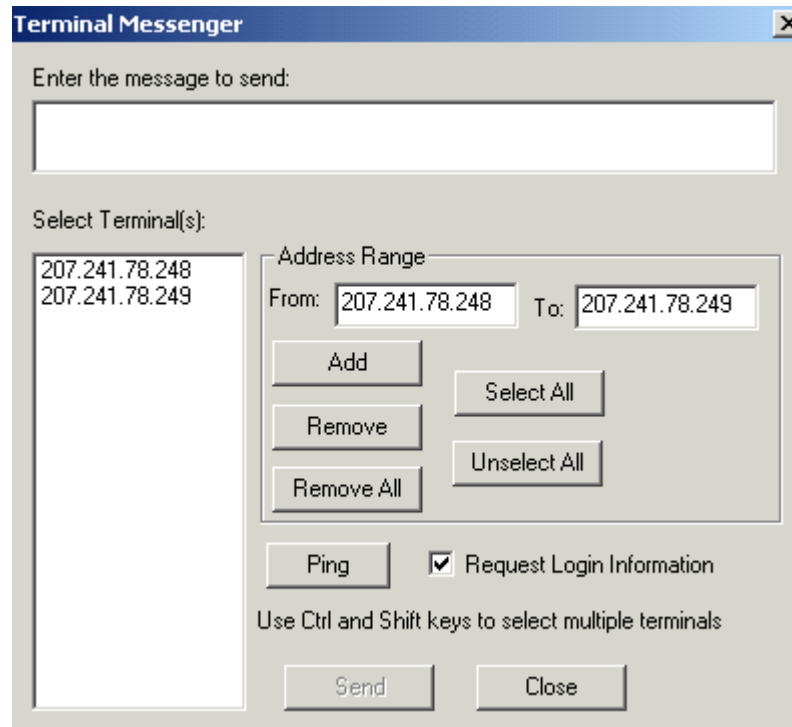 Terminal Messenger
Enter the message to send:
Select Terminal(s):
207.241.78.248
207.241.78.249
Address Range
From: 207.241.78.248 To: 207.241.78.249
Add
Select All
Remove
Unselect All
Remove All
Ping
Request Login Information
Use Ctrl and Shift keys to select multiple terminals
Send
Close